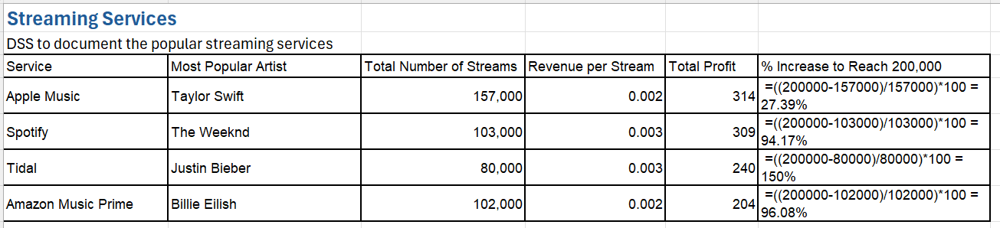 Streaming Services
DSS to document the popular streaming services
Service Most Popular Artist Total Number of Streams Revenue per Stream Total Profit % Increase to Reach 200,000
Apple Music Taylor Swift 157,000 0.002 314 =((200000-157000)/157000)*100 =
27.39%
Spotify The Weeknd 103,000 0.003 309 =((200000-103000)/103000)*100 =
94.17%
Tidal Justin Bieber 80,000 0.003 240 =((200000-80000)/80000)*100 =
150%
Amazon Music Prime Billie Eilish 102,000 0.002 204 =((200000-102000)/102000)*100 =
96.08%